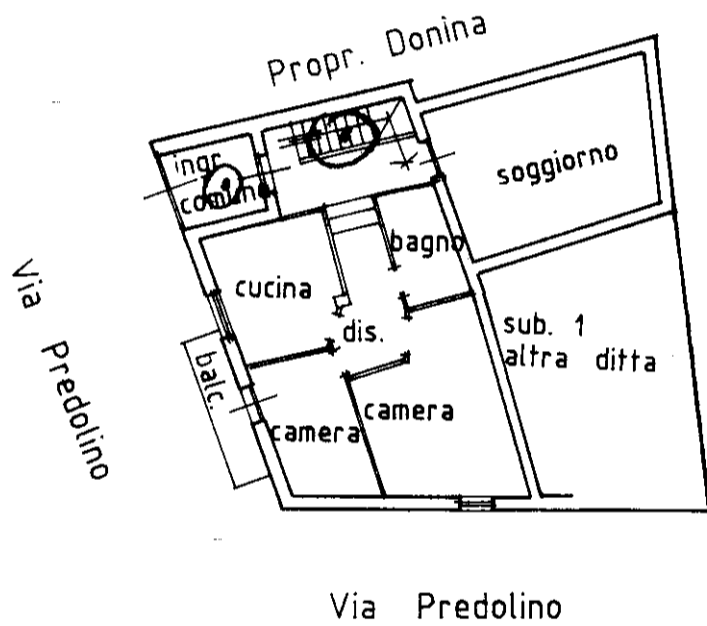 Propr. Donina
ingr.
comune
soggiorno
bagno
cucina
dis.
sub. 1
altra ditta
balc.
camera
camera
Via Predolino
Via Predolino